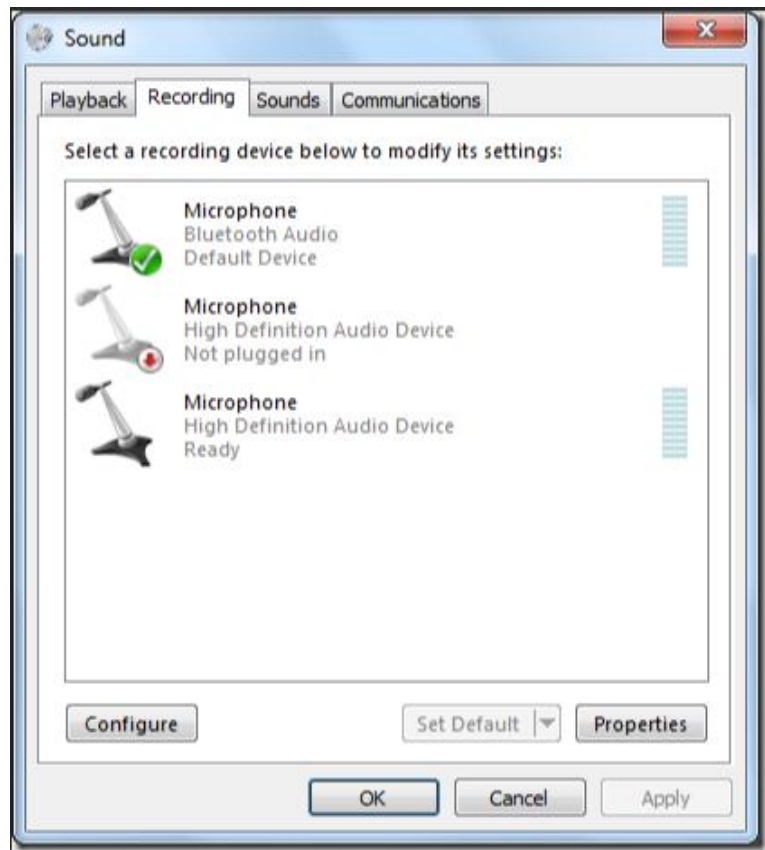 Sound
Playback Recording Sounds Communications
Select a recording device below to modify its settings:
Microphone
Bluetooth Audio
Default Device
Microphone
High Definition Audio Device
Not plugged in
Microphone
High Definition Audio Device
Ready
Configure Set Default Properties
OK Cancel Apply